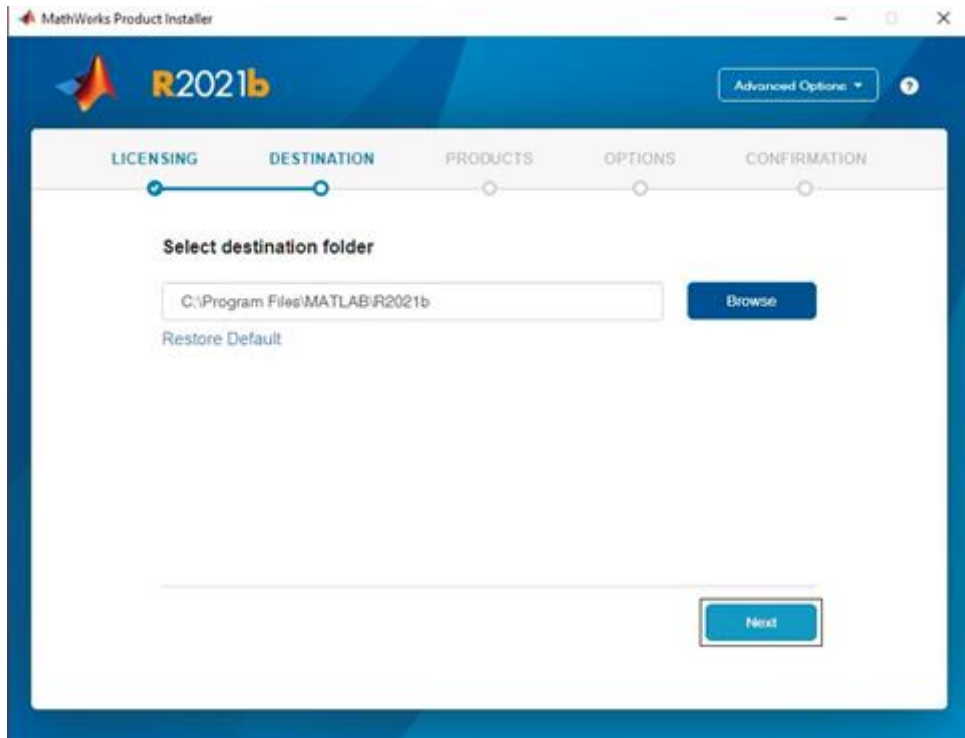 MathWorks Product Installer
R2021b
Advanced Options
?
LICENSING DESTINATION PRODUCTS OPTIONS CONFIRMATION
Select destination folder
C:\Program Files\MATLAB\R2021b
Browse
Restore Default
Next